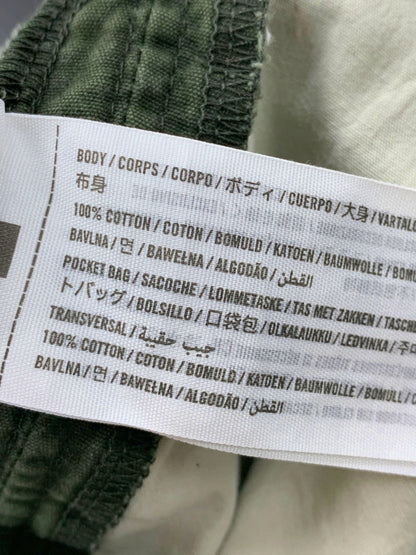 BODY / CORPS / CORPO / ボディ / CUERPO / 大身 / VARTALO
布身
100% COTTON / COTON / BOMULD / KATOEN / BAUMWOLLE / BOM
BAVLNA / 면 / BAWEŁNA / ALGODÃO / القطن /
POCKET BAG / SACOCHE / LOMMETASKE / TAS MET ZAKKEN / TASCH
トバッグ / BOLSILLO / 口袋包 / OLKALAUKKU / LEDVINKA / 주머
TRANSVERSAL / جيب حقيبة /
100% COTTON / COTON / BOMULD / KATOEN / BAUMWOLLE / BOMULL / C
BAVLNA / 면 / BAWEŁNA / ALGODÃO / القطن /